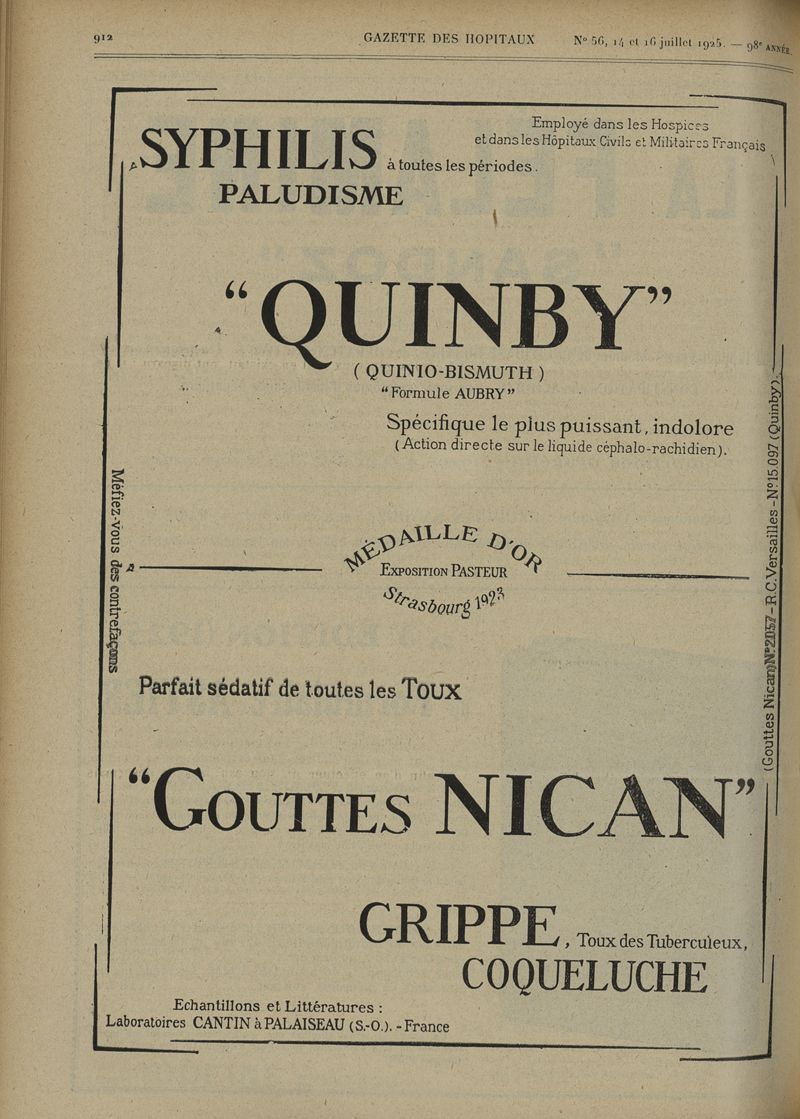 912 GAZETTE DES HOPITAUX N° 56, 14 et 16 juillet 1925. — 98e ANNÉE.
Employé dans les Hospices
et dans les Hôpitaux Civils et Militaires Français
SYPHILIS à toutes les périodes.
PALUDISME
“QUINBY”
( QUINIO-BISMUTH )
“Formule AUBRY”
Spécifique le plus puissant, indolore
(Action directe sur le liquide céphalo-rachidien).
Méfiez-vous des contrefaçons
(Gouttes Nican) N° 2057 - R.C. Versailles - N° 15.097 (Quinby).
MÉDAILLE D'OR
EXPOSITION PASTEUR
Strasbourg 1923
Parfait sédatif de toutes les TOUX
“GOUTTES NICAN”
GRIPPE, Toux des Tuberculeux,
COQUELUCHE
Echantillons et Littératures :
Laboratoires CANTIN à PALAISEAU (S.-O.). - France